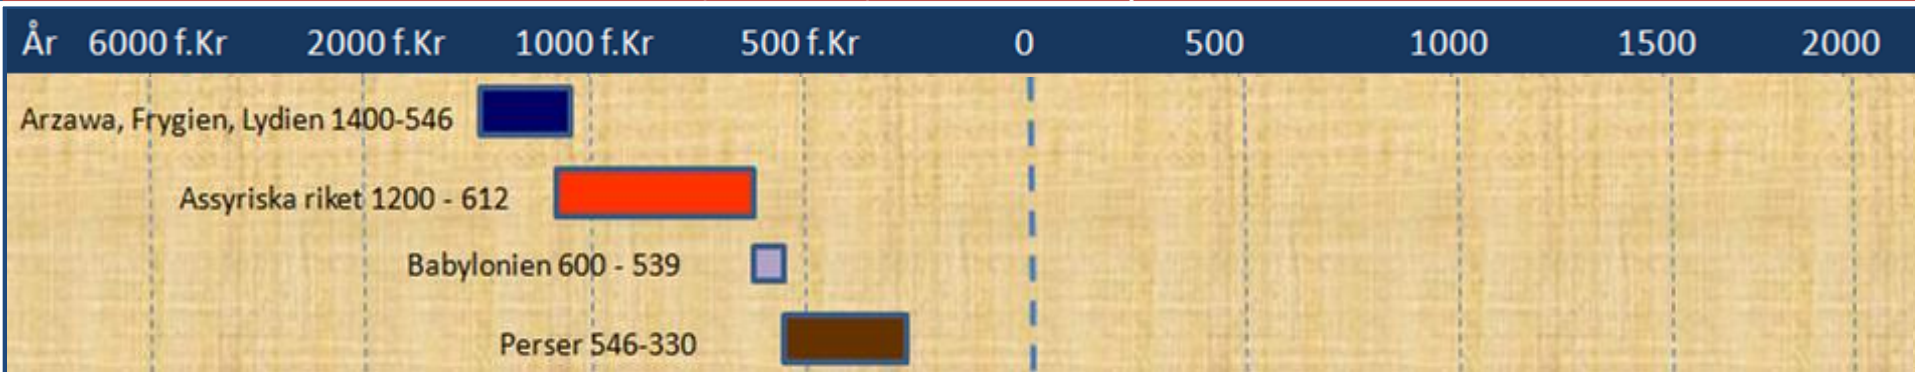 År 6000 f.Kr 2000 f.Kr 1000 f.Kr 500 f.Kr 0 500 1000 1500 2000
Arzawa, Frygien, Lydien 1400-546
Assyriska riket 1200 - 612
Babylonien 600 - 539
Perser 546-330